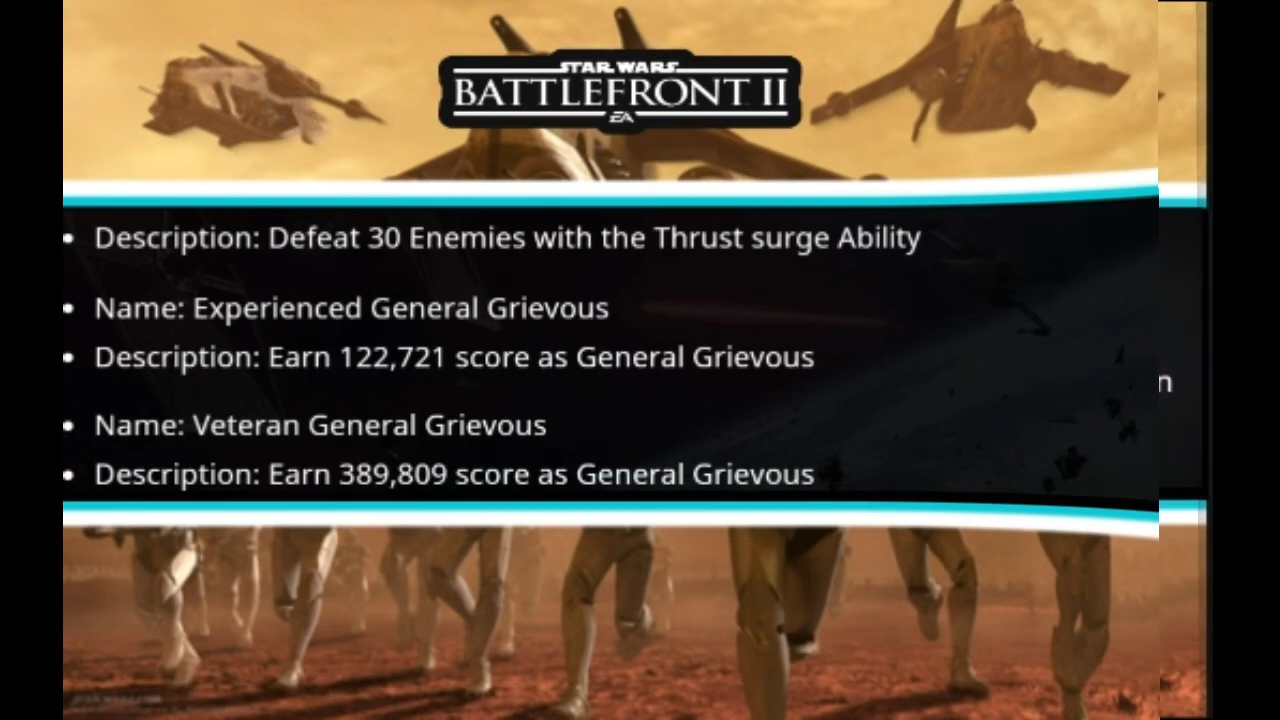 STAR WARS
BATTLEFRONT II
EA
• Description: Defeat 30 Enemies with the Thrust surge Ability
• Name: Experienced General Grievous
• Description: Earn 122,721 score as General Grievous
n
• Name: Veteran General Grievous
• Description: Earn 389,809 score as General Grievous